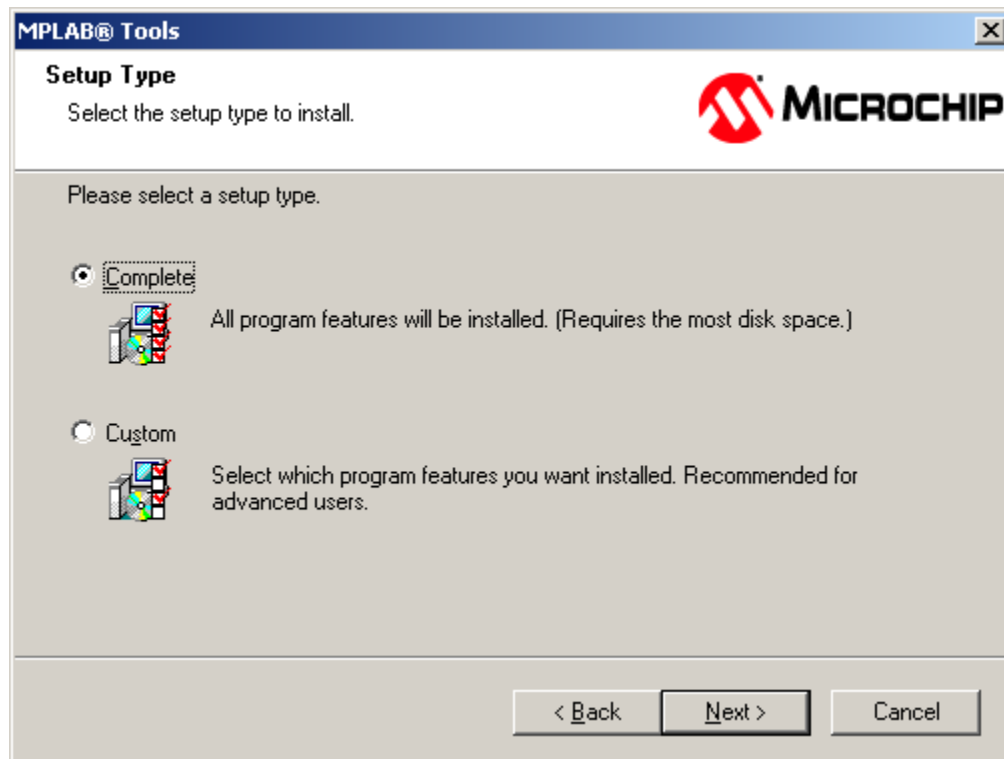 MPLAB® Tools
Setup Type
Select the setup type to install.
MICROCHIP
Please select a setup type.
Complete
All program features will be installed. (Requires the most disk space.)
Custom
Select which program features you want installed. Recommended for
advanced users.
< Back
Next >
Cancel